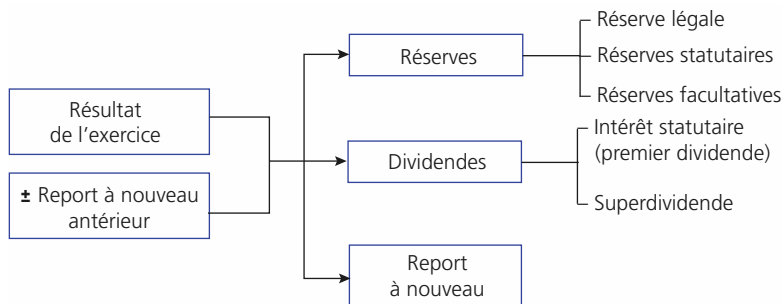 Résultat
de l'exercice
± Report à nouveau
antérieur
Réserves
Réserve légale
Réserves statutaires
Réserves facultatives
Dividendes
Intérêt statutaire
(premier dividende)
Superdividende
Report
à nouveau